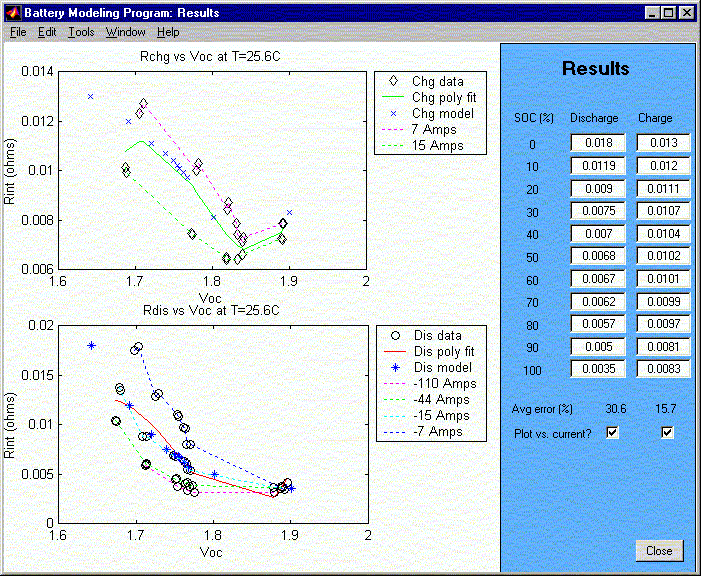 Battery Modeling Program: Results
File Edit Tools Window Help
Rchg vs Voc at T=25.6C
0.014
0.012
0.01
0.008
0.006
Rint (ohms)
1.6 1.7 1.8 1.9 2
Voc
Chg data
Chg poly fit
Chg model
7 Amps
15 Amps
Rdis vs Voc at T=25.6C
0.02
0.015
0.01
0.005
0
Rint (ohms)
1.6 1.7 1.8 1.9 2
Voc
Dis data
Dis poly fit
Dis model
-110 Amps
-44 Amps
-15 Amps
-7 Amps
Results
SOC (%) Discharge Charge
0 0.018 0.013
10 0.0119 0.012
20 0.009 0.0111
30 0.0075 0.0107
40 0.007 0.0104
50 0.0068 0.0102
60 0.0067 0.0101
70 0.0062 0.0099
80 0.0057 0.0097
90 0.005 0.0081
100 0.0035 0.0083
Avg error (%) 30.6 15.7
Plot vs. current?
Close